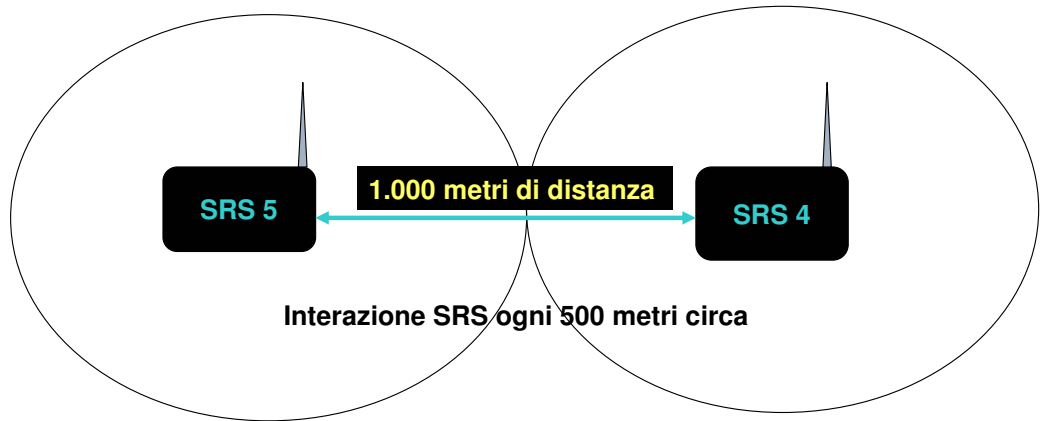 1.000 metri di distanza
SRS 5
SRS 4
Interazione SRS ogni 500 metri circa